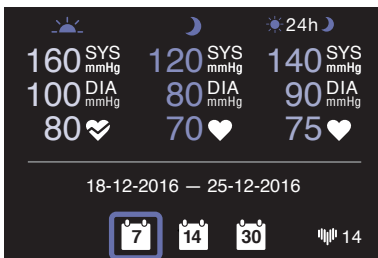 24h
160 SYS mmHg 120 SYS mmHg 140 SYS mmHg
100 DIA mmHg 80 DIA mmHg 90 DIA mmHg
80 70 75
18-12-2016 — 25-12-2016
7 14 30 14